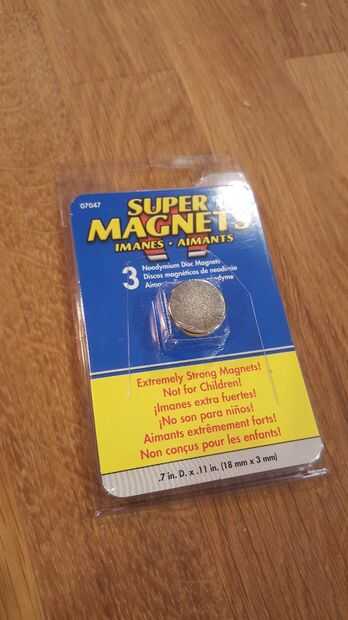 07047
SUPER
MAGNETS
IMANES • AIMANTS
3 Neodymium Disc Magnets
Discos magnéticos de neodimio
Aimants
.7 in. D. x .11 in. (18 mm x 3 mm)
Extremely Strong Magnets!
Not for Children!
¡Imanes extra fuertes!
¡No son para niños!
Aimants extrêmement forts!
Non conçus pour les enfants!